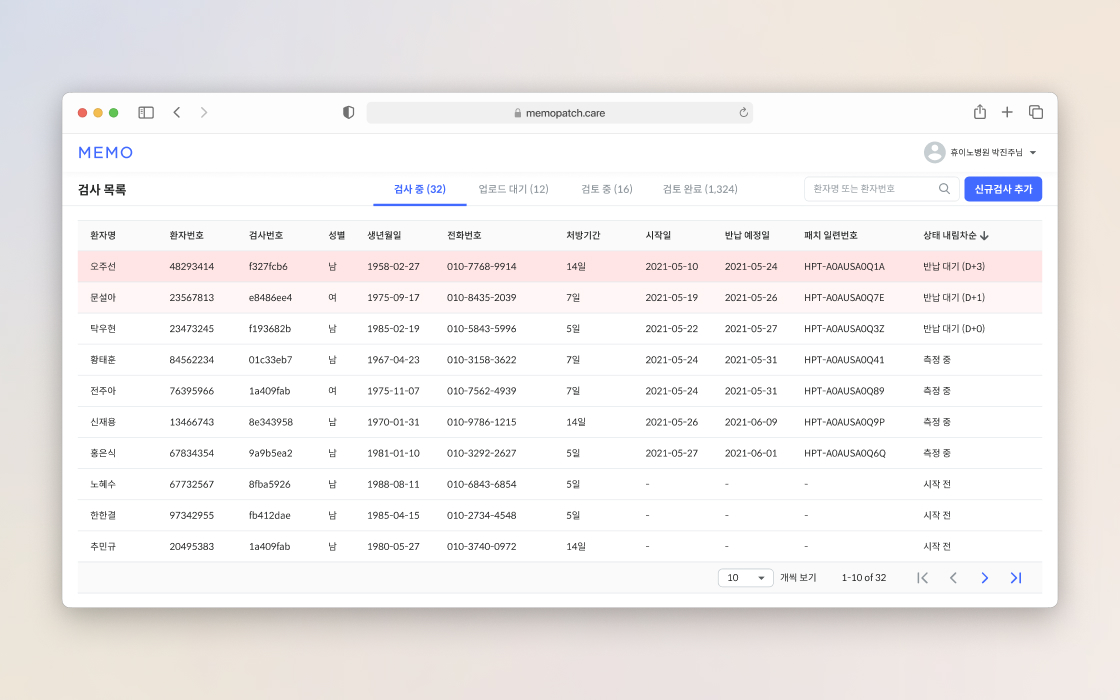 memopatch.care
MEMO
휴이노병원 박진주님
검사 목록
검사 중 (32) 업로드 대기 (12) 검토 중 (16) 검토 완료 (1,324)
환자명 또는 환자번호
신규검사 추가
환자명 환자번호 검사번호 성별 생년월일 전화번호 처방기간 시작일 반납 예정일 패치 일련번호 상태 내림차순
오주선 48293414 f327fcb6 남 1958-02-27 010-7768-9914 14일 2021-05-10 2021-05-24 HPT-A0AUSA0Q1A 반납 대기 (D+3)
문설아 23567813 e8486ee4 여 1975-09-17 010-8435-2039 7일 2021-05-19 2021-05-26 HPT-A0AUSA0Q7E 반납 대기 (D+1)
탁우현 23473245 f193682b 남 1985-02-19 010-5843-5996 5일 2021-05-22 2021-05-27 HPT-A0AUSA0Q3Z 반납 대기 (D+0)
황태훈 84562234 01c33eb7 남 1967-04-23 010-3158-3622 7일 2021-05-24 2021-05-31 HPT-A0AUSA0Q41 측정 중
전주아 76395966 1a409fab 여 1975-11-07 010-7562-4939 7일 2021-05-24 2021-05-31 HPT-A0AUSA0Q89 측정 중
신재용 13466743 8e343958 남 1970-01-31 010-9786-1215 14일 2021-05-26 2021-06-09 HPT-A0AUSA0Q9P 측정 중
홍은식 67834354 9a9b5ea2 남 1981-01-10 010-3292-2627 5일 2021-05-27 2021-06-01 HPT-A0AUSA0Q6Q 측정 중
노혜수 67732567 8fba5926 남 1988-08-11 010-6843-6854 5일 - - - 시작 전
한한결 97342955 fb412dae 남 1985-04-15 010-2734-4548 5일 - - - 시작 전
추민규 20495383 1a409fab 남 1980-05-27 010-3740-0972 14일 - - - 시작 전
10 개씩 보기 1-10 of 32